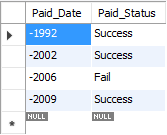 Paid_Date Paid_Status
-1992 Success
-2002 Success
-2006 Fail
-2009 Success
NULL NULL